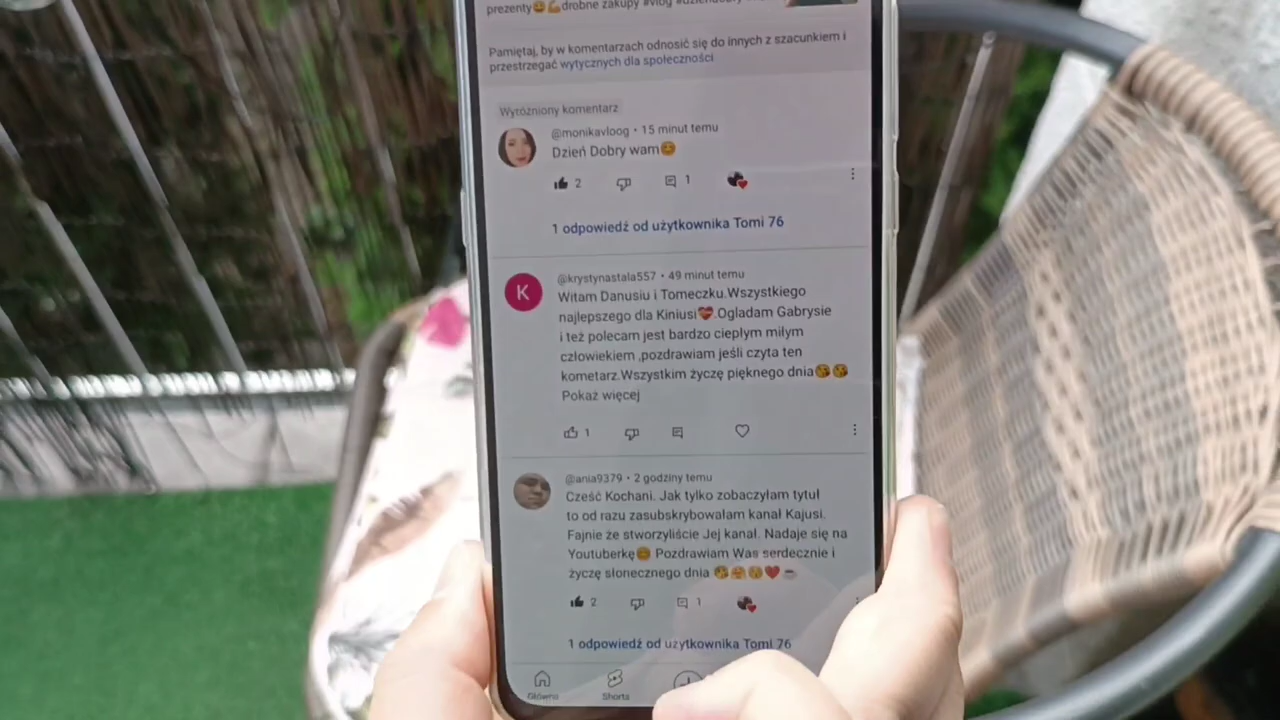 prezenty😂💪drobne zakupy #vlog
Pamiętaj, by w komentarzach odnosić się do innych z szacunkiem i
przestrzegać wytycznych dla społeczności
Wyróżniony komentarz
@monikavloog • 15 minut temu
Dzień Dobry wam😊
2 1
1 odpowiedź od użytkownika Tomi 76
K
@krystynastala557 • 49 minut temu
Witam Danusiu i Tomeczku.Wszystkiego
najlepszego dla Kiniusi💝.Ogladam Gabrysie
i też polecam jest bardzo cieplym miłym
człowiekiem ,pozdrawiam jeśli czyta ten
kometarz.Wszystkim życzę pięknego dnia😘😘
Pokaż więcej
1
@ania9379 • 2 godziny temu
Cześć Kochani. Jak tylko zobaczyłam tytuł
to od razu zasubskrybowałam kanał Kajusi.
Fajnie że stworzyliście Jej kanał. Nadaje się na
Youtuberkę😊 Pozdrawiam Was serdecznie i
życzę słonecznego dnia 😘🤗😚❤️☕
2 1
1 odpowiedź od użytkownika Tomi 76
Główna Shorts